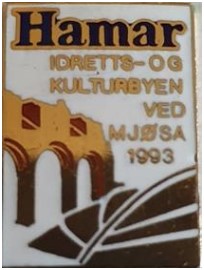 Hamar
IDRETTS-OG
KULTURBYEN
VED
MJØSA
1993